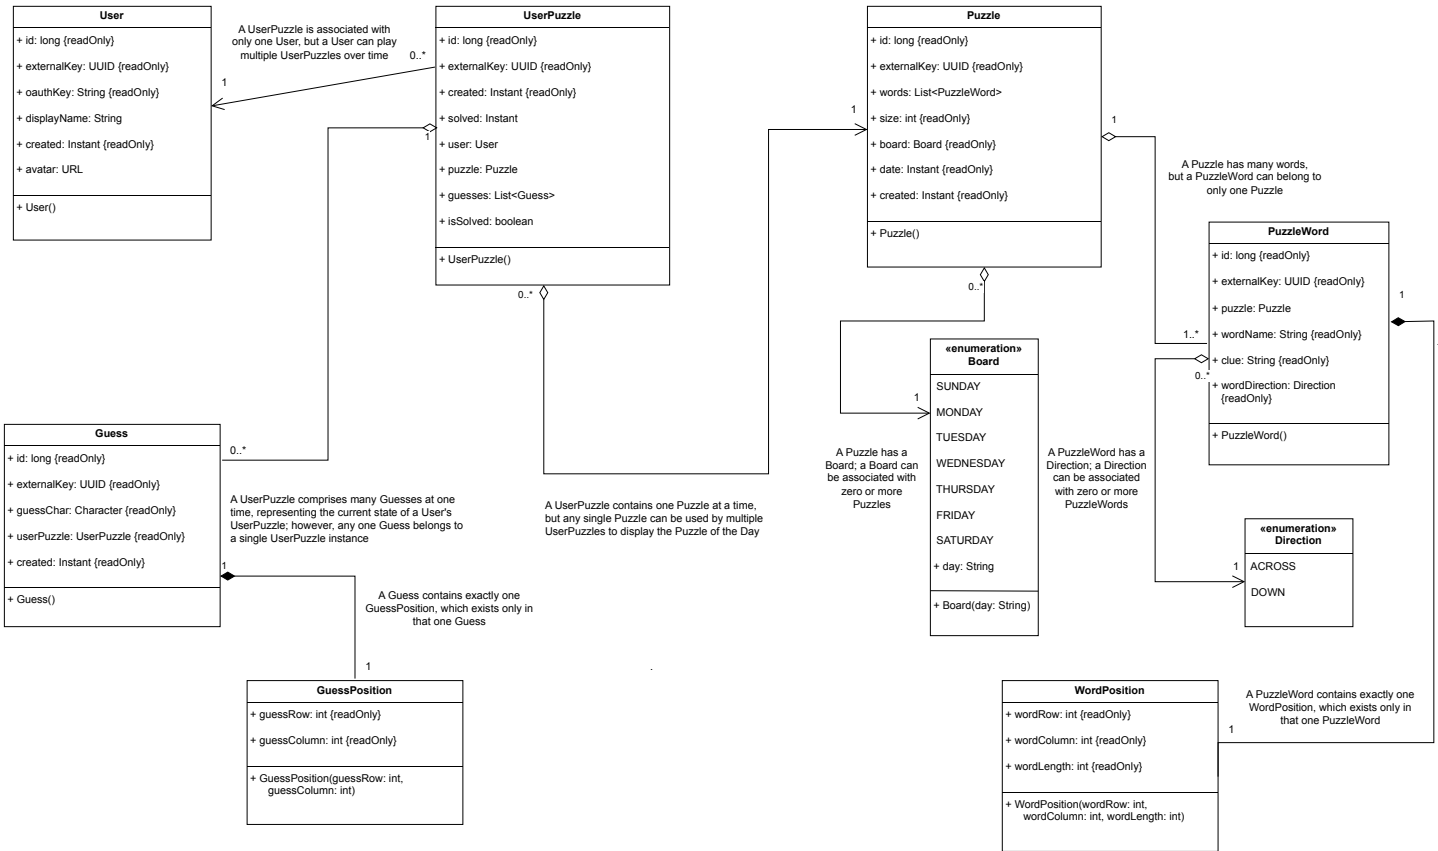 User
+ id: long {readOnly}
+ externalKey: UUID {readOnly}
+ oauthKey: String {readOnly}
+ displayName: String
+ created: Instant {readOnly}
+ avatar: URL
+ User()
A UserPuzzle is associated with
only one User, but a User can play
multiple UserPuzzles over time
0..*
1
UserPuzzle
+ id: long {readOnly}
+ externalKey: UUID {readOnly}
+ created: Instant {readOnly}
+ solved: Instant
+ user: User
+ puzzle: Puzzle
+ guesses: List<Guess>
+ isSolved: boolean
+ UserPuzzle()
1
0..*
1
Puzzle
+ id: long {readOnly}
+ externalKey: UUID {readOnly}
+ words: List<PuzzleWord>
+ size: int {readOnly}
+ board: Board {readOnly}
+ date: Instant {readOnly}
+ created: Instant {readOnly}
+ Puzzle()
1
0..*
A Puzzle has many words,
but a PuzzleWord can belong to
only one Puzzle
PuzzleWord
+ id: long {readOnly}
+ externalKey: UUID {readOnly}
+ puzzle: Puzzle
+ wordName: String {readOnly}
+ clue: String {readOnly}
+ wordDirection: Direction
{readOnly}
+ PuzzleWord()
1
1..*
0..*
«enumeration»
Board
SUNDAY
MONDAY
TUESDAY
WEDNESDAY
THURSDAY
FRIDAY
SATURDAY
+ day: String
+ Board(day: String)
1
A Puzzle has a
Board; a Board can
be associated with
zero or more
Puzzles
A PuzzleWord has a
Direction; a Direction
can be associated
with zero or more
PuzzleWords
Guess
+ id: long {readOnly}
+ externalKey: UUID {readOnly}
+ guessChar: Character {readOnly}
+ userPuzzle: UserPuzzle {readOnly}
+ created: Instant {readOnly}
+ Guess()
0..*
A UserPuzzle comprises many Guesses at one
time, representing the current state of a User's
UserPuzzle; however, any one Guess belongs to
a single UserPuzzle instance
1
A UserPuzzle contains one Puzzle at a time,
but any single Puzzle can be used by multiple
UserPuzzles to display the Puzzle of the Day
«enumeration»
Direction
ACROSS
DOWN
1
A Guess contains exactly one
GuessPosition, which exists only in
that one Guess
1
GuessPosition
+ guessRow: int {readOnly}
+ guessColumn: int {readOnly}
+ GuessPosition(guessRow: int,
guessColumn: int)
WordPosition
+ wordRow: int {readOnly}
+ wordColumn: int {readOnly}
+ wordLength: int {readOnly}
+ WordPosition(wordRow: int,
wordColumn: int, wordLength: int)
A PuzzleWord contains exactly one
WordPosition, which exists only in
that one PuzzleWord
1